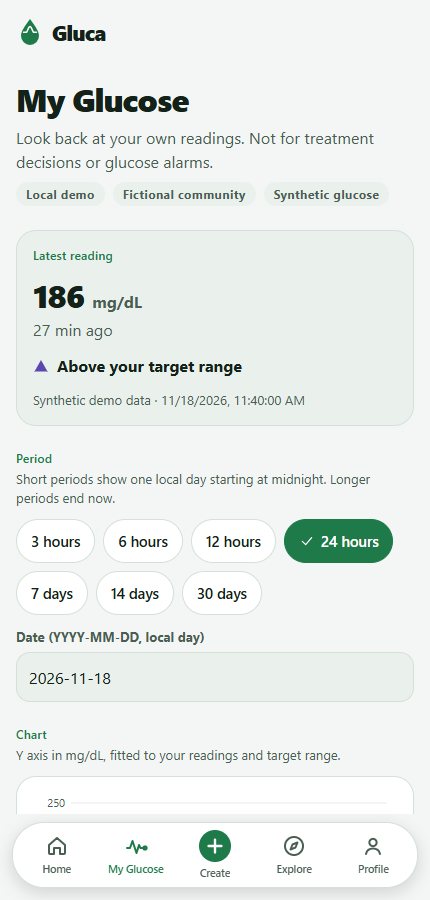 Gluca
My Glucose
Look back at your own readings. Not for treatment
decisions or glucose alarms.
Local demo
Fictional community
Synthetic glucose
Latest reading
186 mg/dL
27 min ago
Above your target range
Synthetic demo data · 11/18/2026, 11:40:00 AM
Period
Short periods show one local day starting at midnight. Longer
periods end now.
3 hours
6 hours
12 hours
24 hours
7 days
14 days
30 days
Date (YYYY-MM-DD, local day)
2026-11-18
Chart
Y axis in mg/dL, fitted to your readings and target range.
250
Home
My Glucose
Create
Explore
Profile